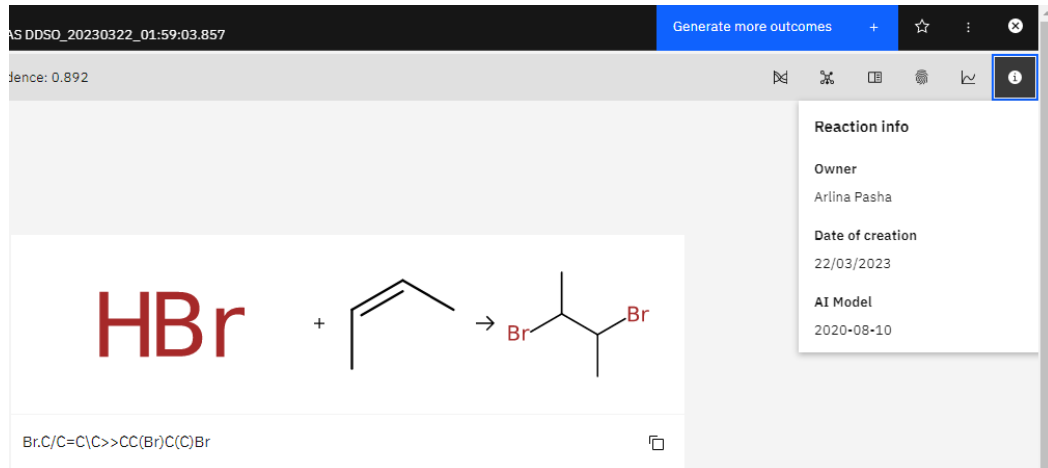 AS DDSO_20230322_01:59:03.857
Generate more outcomes +
dence: 0.892
Reaction info
Owner
Arlina Pasha
Date of creation
22/03/2023
AI Model
2020-08-10
HBr + → Br Br
Br.C/C=C\C>>CC(Br)C(C)Br